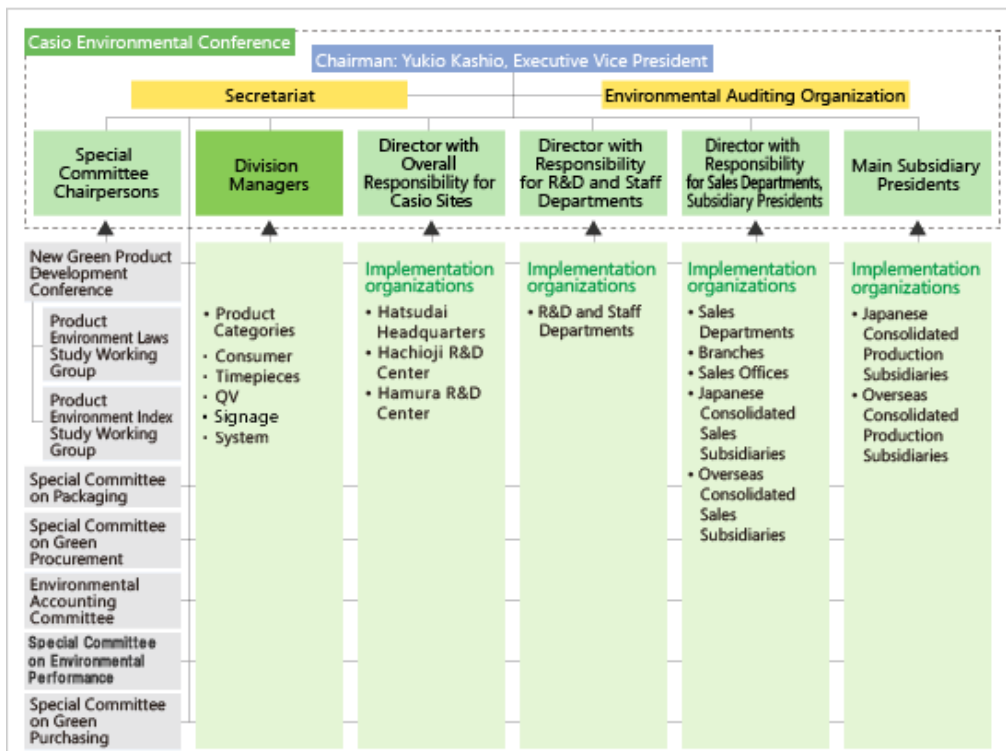 Casio Environmental Conference
Chairman: Yukio Kashio, Executive Vice President
Secretariat
Environmental Auditing Organization
Special
Committee
Chairpersons
Division
Managers
Director with
Overall
Responsibility for
Casio Sites
Director with
Responsibility
for R&D and Staff
Departments
Director with
Responsibility
for Sales Departments,
Subsidiary Presidents
Main Subsidiary
Presidents
New Green Product
Development
Conference
Product
Environment Laws
Study Working
Group
Product
Environment Index
Study Working
Group
Special Committee
on Packaging
Special Committee
on Green
Procurement
Environmental
Accounting
Committee
Special Committee
on Environmental
Performance
Special Committee
on Green
Purchasing
• Product
Categories
· Consumer
· Timepieces
· QV
• Signage
· System
Implementation
organizations
• Hatsudai
Headquarters
• Hachioji R&D
Center
• Hamura R&D
Center
Implementation
organizations
• R&D and Staff
Departments
Implementation
organizations
• Sales
Departments
• Branches
• Sales Offices
• Japanese
Consolidated
Sales
Subsidiaries
• Overseas
Consolidated
Sales
Subsidiaries
Implementation
organizations
• Japanese
Consolidated
Production
Subsidiaries
• Overseas
Consolidated
Production
Subsidiaries